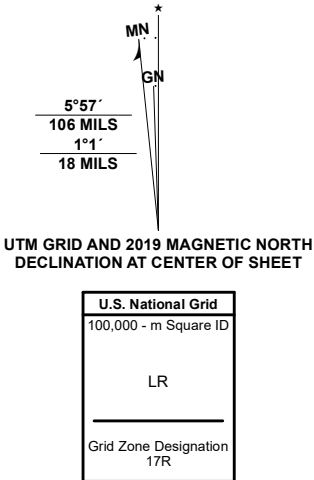 ★
MN
GN
5°57´
106 MILS
1°1´
18 MILS
UTM GRID AND 2019 MAGNETIC NORTH
DECLINATION AT CENTER OF SHEET
U.S. National Grid
100,000 - m Square ID
LR
Grid Zone Designation
17R